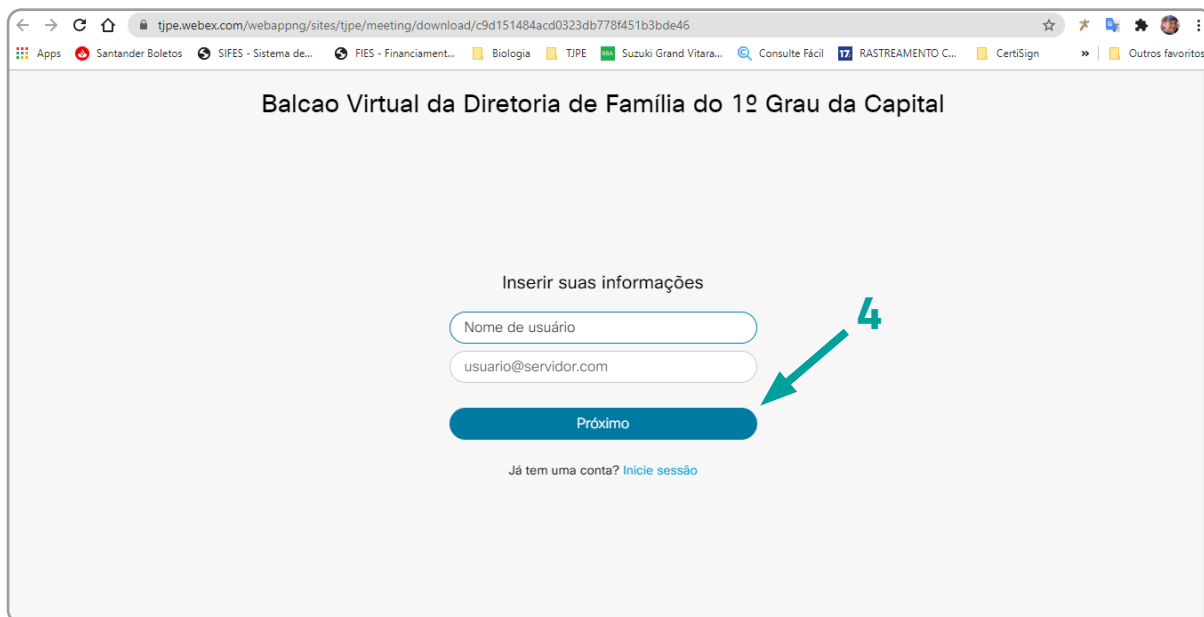 tjpe.webex.com/webappng/sites/tjpe/meeting/download/c9d151484acd0323db778f451b3bde46
Apps Santander Boletos SIFES - Sistema de... FIES - Financiament... Biologia TJPE BBA Suzuki Grand Vitara... Consulte Fácil 17. RASTREAMENTO C... CertiSign » Outros favoritos
Balcao Virtual da Diretoria de Família do 1º Grau da Capital
Inserir suas informações
4
Nome de usuário
usuario@servidor.com
Próximo
Já tem uma conta? Inicie sessão